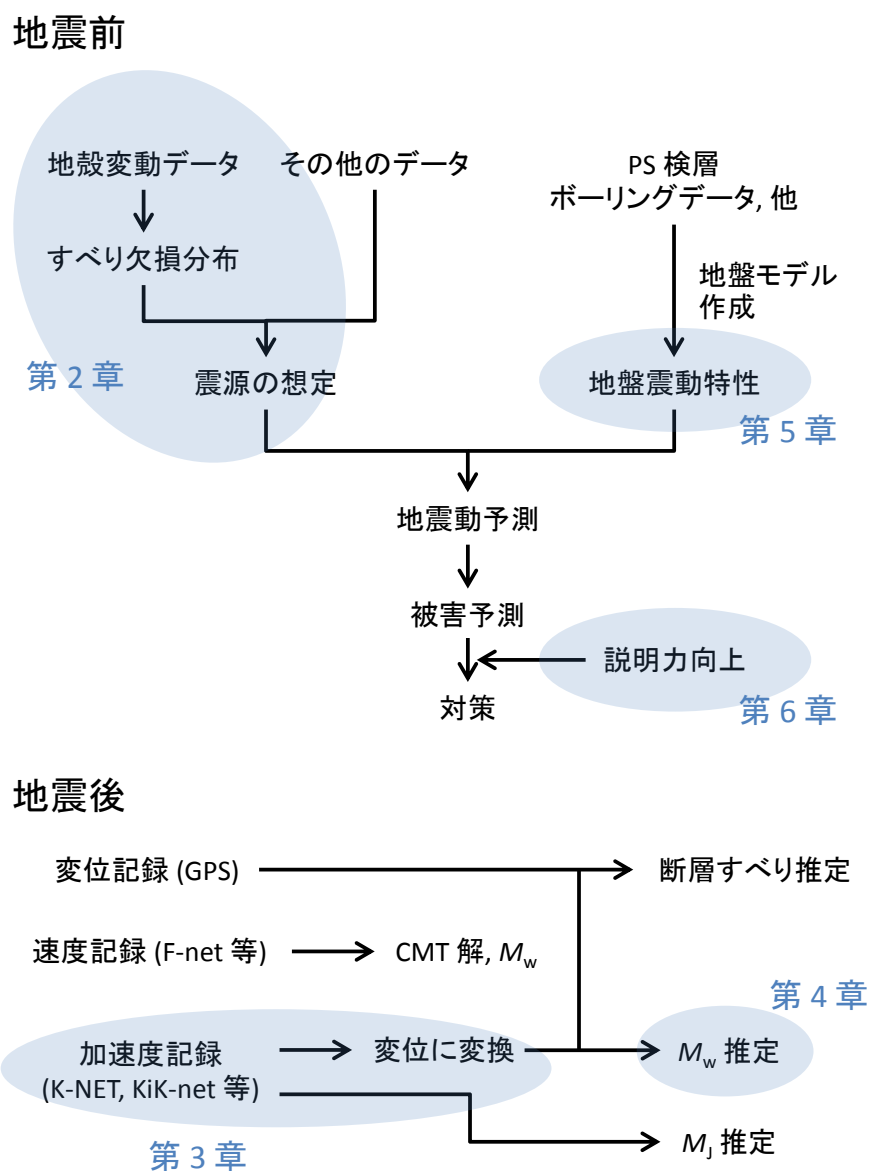 地震前
地殻変動データ
その他のデータ
PS 検層
ボーリングデータ, 他
すべり欠損分布
地盤モデル
作成
第 2 章
震源の想定
地盤震動特性
第 5 章
地震動予測
被害予測
説明力向上
対策
第 6 章
地震後
変位記録 (GPS)
断層すべり推定
速度記録 (F-net 等)
CMT 解, Mw
第 4 章
加速度記録
(K-NET, KiK-net 等)
変位に変換
Mw 推定
第 3 章
MJ 推定